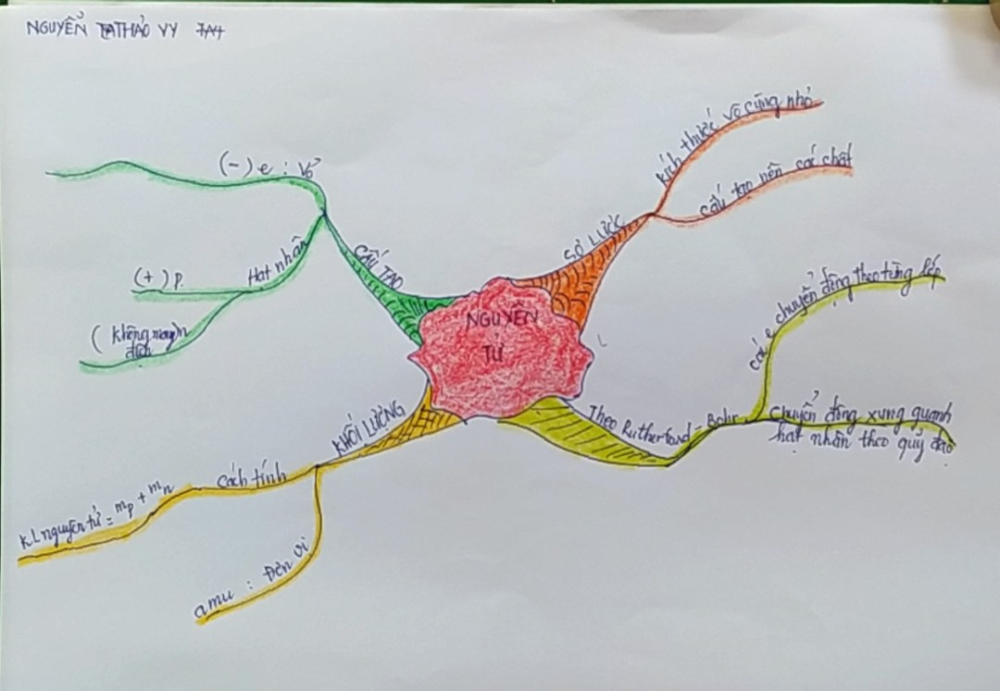 NGUYỄN THẢO VY 7A4
(-) e : Vỏ
Hạt nhân
(+) p
(Không mang
điện
CẤU TẠO
SƠ LƯỢC
Kích thước vô cùng nhỏ
Cấu tạo nên các chất
NGUYÊN
TỬ
Theo Rutherford - Bohr
các e chuyển động theo từng lớp
Chuyển động xung quanh
hạt nhân theo quỹ đạo
KHỐI LƯỢNG
Cách tính
KL nguyên tử = mp + mn
amu : Đơn vị